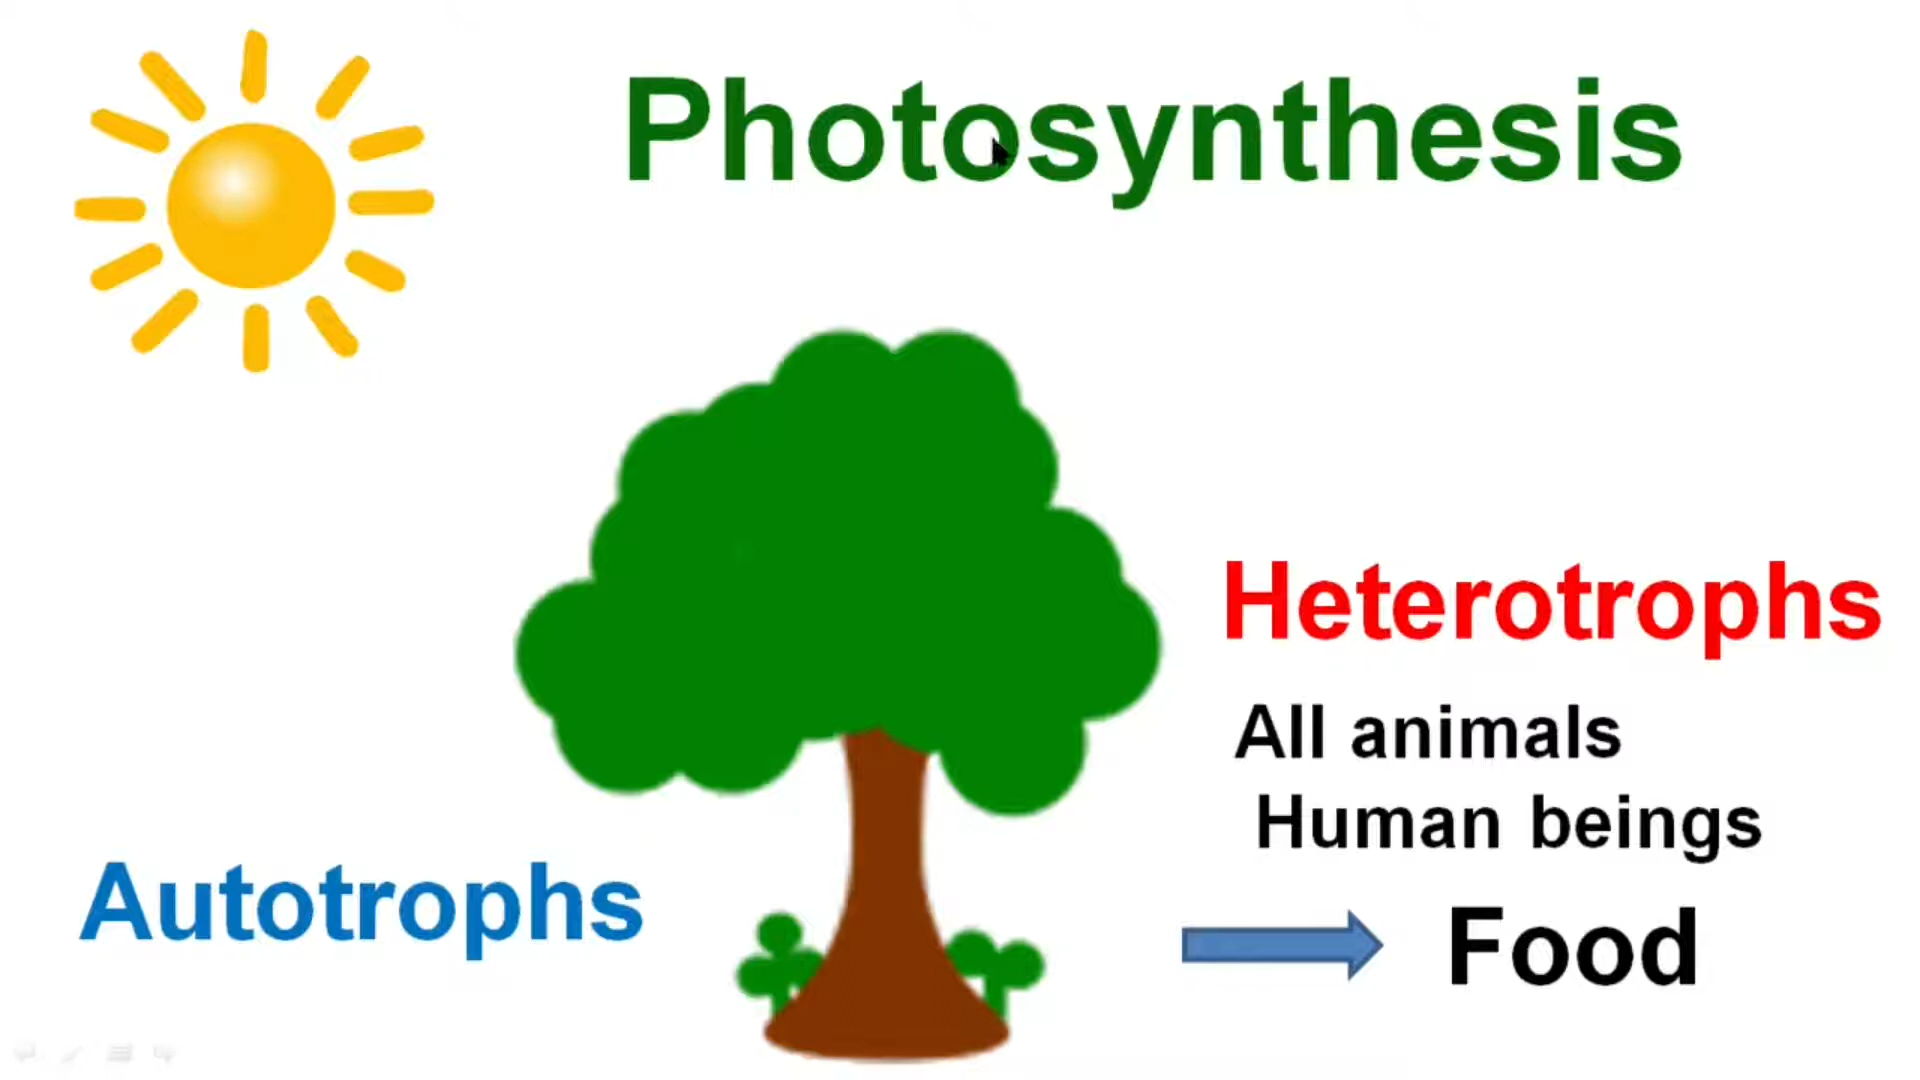 Photosynthesis
Heterotrophs
All animals
Human beings
Autotrophs
Food